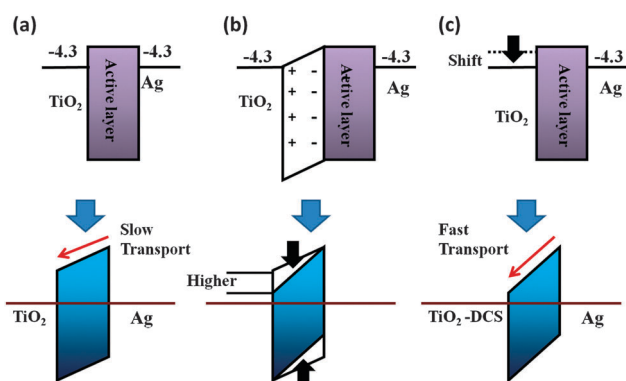 (a)
-4.3
-4.3
Active layer
TiO2
Ag
Slow
Transport
TiO2
Ag
(b)
-4.3
-4.3
+ -
+ -
+ -
+ -
Active layer
TiO2
Ag
Higher
(c)
Shift
-4.3
Active layer
TiO2
Ag
Fast
Transport
TiO2 -DCS
Ag